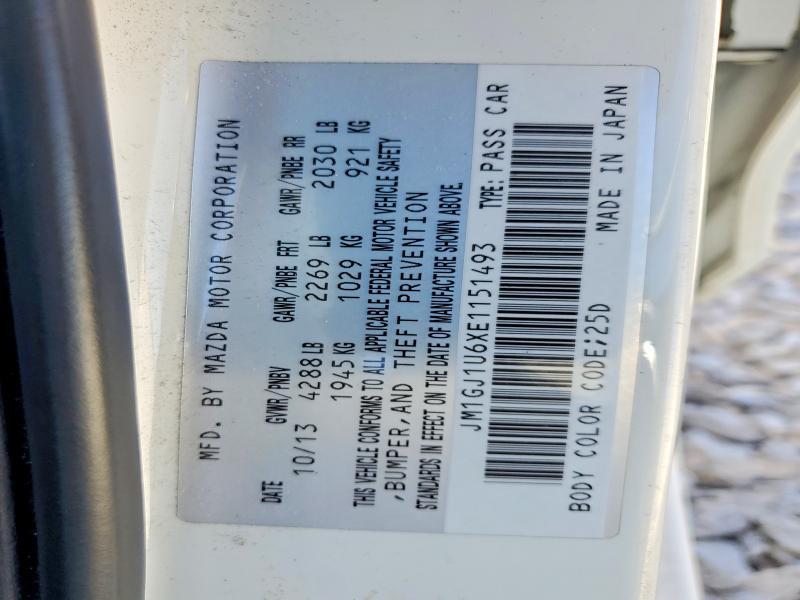 MFD. BY MAZDA MOTOR CORPORATION
DATE GVWR/PNBV GAWR/PNBE FRT GAWR/PNBE RR
10/13 4288LB 2269 LB 2030 LB
1945KG 1029 KG 921 KG
THIS VEHICLE CONFORMS TO ALL APPLICABLE FEDERAL MOTOR VEHICLE SAFETY
,BUMPER,AND THEFT PREVENTION
STANDARDS IN EFFECT ON THE DATE OF MANUFACTURE SHOWN ABOVE
JM1GJ1U6XE1151493 TYPE: PASS CAR
BODY COLOR CODE;25D MADE IN JAPAN